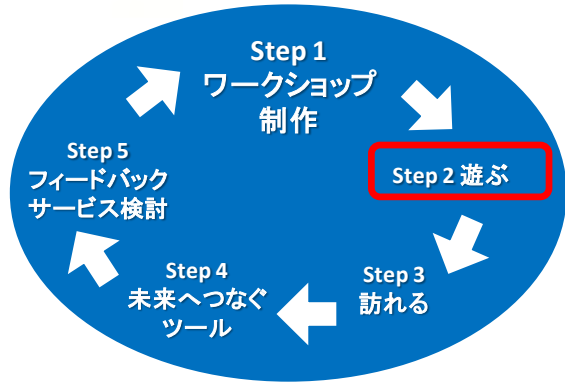 Step 1
ワークショップ
制作
Step 2 遊ぶ
Step 3
訪れる
Step 4
未来へつなぐ
ツール
Step 5
フィードバック
サービス検討